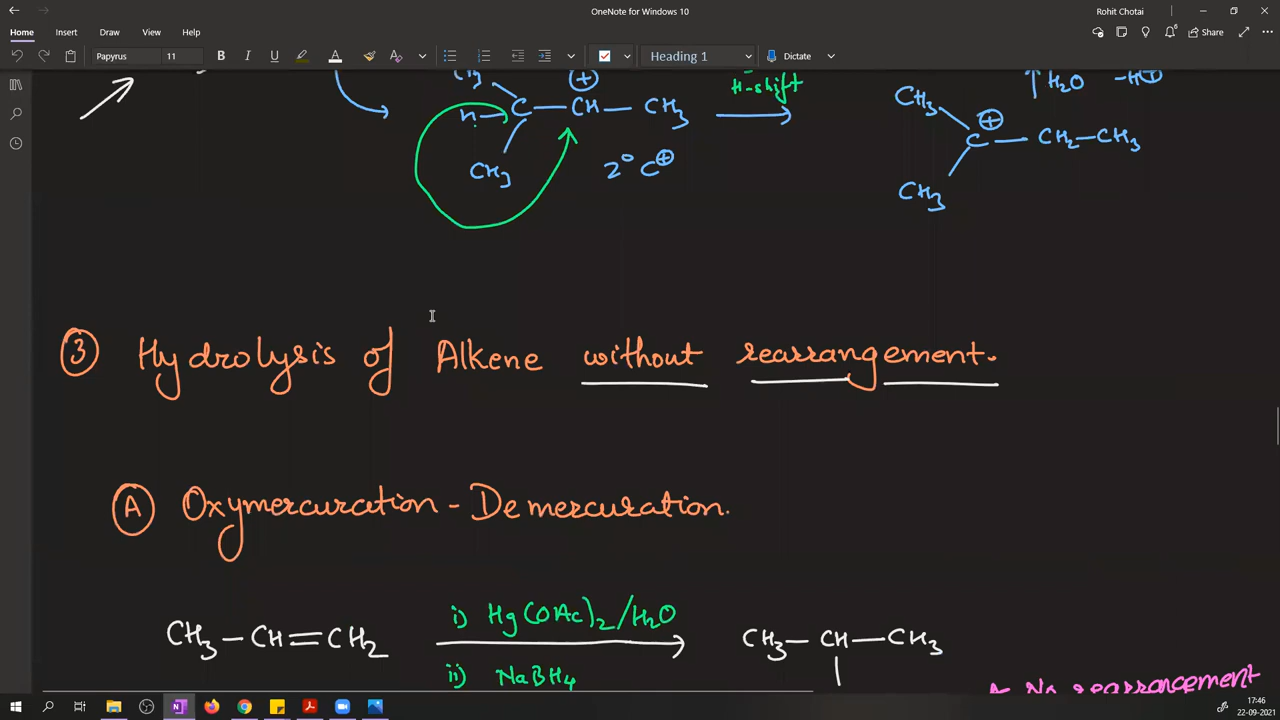 OneNote for Windows 10
Rohit Chotai
Home Insert Draw View Help
Share
Papyrus 11 B I U A Heading 1 Dictate
CH3 ⊕ H-shift ↑ H2O -H⊕
H C — CH — CH3 CH3 ⊕
C — CH2—CH3
CH3 2° C⊕
CH3
③ Hydrolysis of Alkene without rearrangement.
Ⓐ Oxymercuration - Demercuration.
i) Hg(OAc)2/H2O
CH3 — CH = CH2 CH3 — CH — CH3
ii) NaBH4
No rearrangement
17:46
22-09-2021